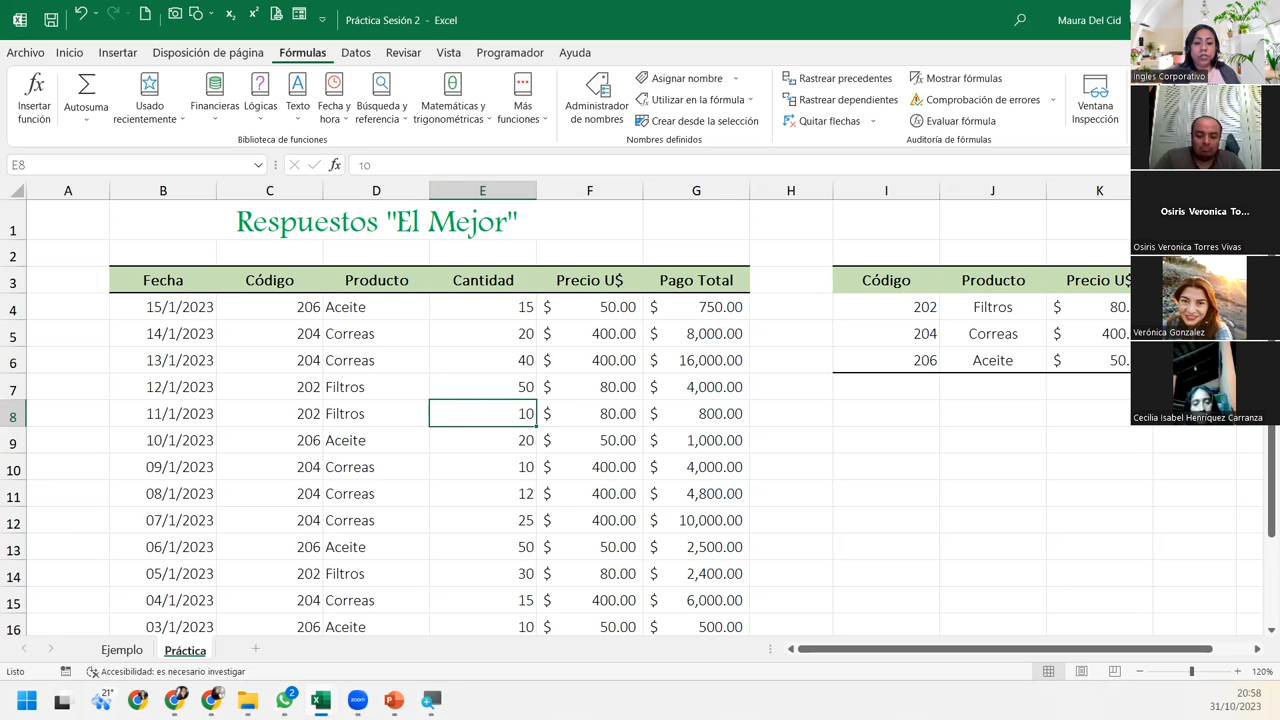 Práctica Sesión 2 - Excel
Maura Del Cid
Archivo Inicio Insertar Disposición de página Fórmulas Datos Revisar Vista Programador Ayuda
Insertar función
Autosuma
Usado recientemente
Financieras
Lógicas
Texto
Fecha y hora
Búsqueda y referencia
Matemáticas y trigonométricas
Más funciones
Biblioteca de funciones
Administrador de nombres
Asignar nombre
Utilizar en la fórmula
Crear desde la selección
Nombres definidos
Rastrear precedentes
Rastrear dependientes
Quitar flechas
Mostrar fórmulas
Comprobación de errores
Evaluar fórmula
Auditoría de fórmulas
Ventana Inspección
E8 fx 10
A B C D E F G H I J K
1 Respuestos "El Mejor"
2
3 Fecha Código Producto Cantidad Precio U$ Pago Total Código Producto Precio U$
4 15/1/2023 206 Aceite 15 $ 50.00 $ 750.00 202 Filtros $ 80.
5 14/1/2023 204 Correas 20 $ 400.00 $ 8,000.00 204 Correas $ 400.
6 13/1/2023 204 Correas 40 $ 400.00 $ 16,000.00 206 Aceite $ 50.
7 12/1/2023 202 Filtros 50 $ 80.00 $ 4,000.00
8 11/1/2023 202 Filtros 10 $ 80.00 $ 800.00
9 10/1/2023 206 Aceite 20 $ 50.00 $ 1,000.00
10 09/1/2023 204 Correas 10 $ 400.00 $ 4,000.00
11 08/1/2023 204 Correas 12 $ 400.00 $ 4,800.00
12 07/1/2023 204 Correas 25 $ 400.00 $ 10,000.00
13 06/1/2023 206 Aceite 50 $ 50.00 $ 2,500.00
14 05/1/2023 202 Filtros 30 $ 80.00 $ 2,400.00
15 04/1/2023 204 Correas 15 $ 400.00 $ 6,000.00
16 03/1/2023 206 Aceite 10 $ 50.00 $ 500.00
Ejemplo Práctica
Listo Accesibilidad: es necesario investigar 120%
21° 2 zoom
20:58
31/10/2023
Ingles Corporativo
Osiris Veronica To...
Osiris Veronica Torres Vivas
Verónica Gonzalez
Cecilia Isabel Henríquez Carranza